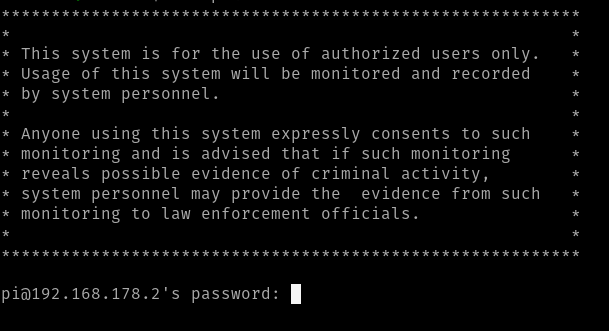 **********************************************************
*                                                        *
* This system is for the use of authorized users only.   *
* Usage of this system will be monitored and recorded    *
* by system personnel.                                   *
*                                                        *
* Anyone using this system expressly consents to such    *
* monitoring and is advised that if such monitoring      *
* reveals possible evidence of criminal activity,        *
* system personnel may provide the  evidence from such   *
* monitoring to law enforcement officials.               *
*                                                        *
**********************************************************
pi@192.168.178.2's password: